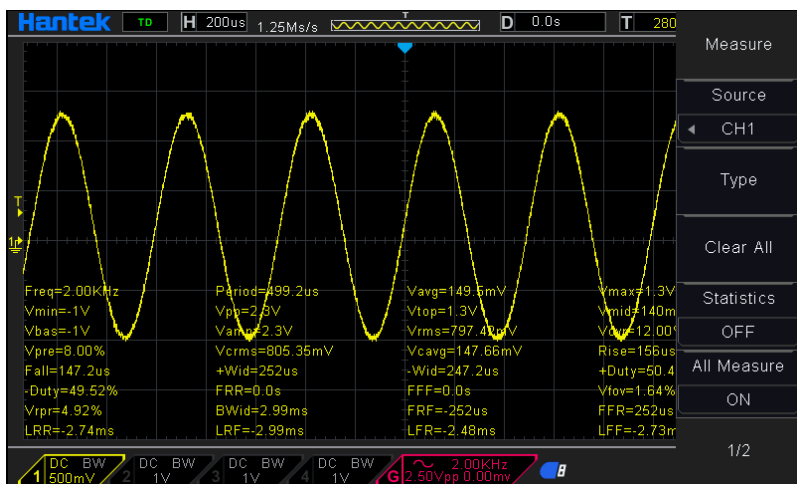 Hantek TD H 200us 1.25Ms/s T D 0.0s T 280
Measure
Source
CH1
Type
Clear All
Statistics
OFF
All Measure
ON
1/2
T
1
Freq=2.00KHz Period=499.2us Vavg=149.5mV Vmax=1.3V
Vmin=-1V Vpp=2.3V Vtop=1.3V Vmid=140m
Vbas=-1V Vamp=2.3V Vrms=797.42mV =12.00
Vpre=8.00% Vcrms=805.35mV Vcavg=147.66mV Rise=156us
Fall=147.2us +Wid=252us -Wid=247.2us +Duty=50.4
-Duty=49.52% FRR=0.0s FFF=0.0s Vfov=1.64%
Vrpr=4.92% BWid=2.99ms FRF=-252us FFR=252us
LRR=-2.74ms LRF=-2.99ms LFR=-2.48ms LFF=-2.73m
1 DC BW 500mV 2 DC BW 1V 3 DC BW 1V 4 DC BW 1V G 2.00KHz 2.50Vpp 0.00mv